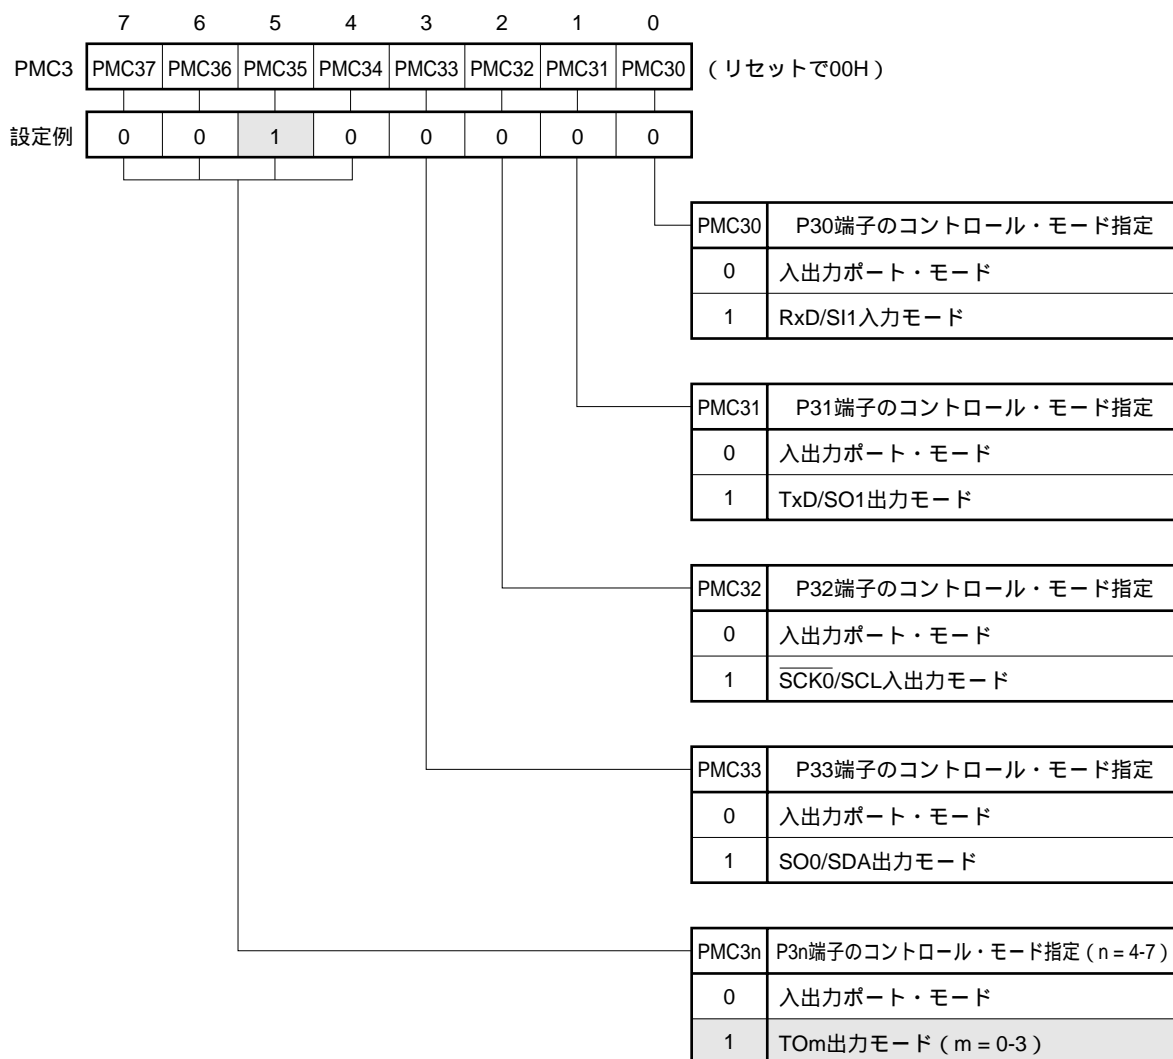 7 6 5 4 3 2 1 0
PMC3 PMC37 PMC36 PMC35 PMC34 PMC33 PMC32 PMC31 PMC30 (リセットで00H)
設定例 0 0 1 0 0 0 0 0
PMC30 P30端子のコントロール・モード指定
0 入出力ポート・モード
1 RxD/SI1入力モード
PMC31 P31端子のコントロール・モード指定
0 入出力ポート・モード
1 TxD/SO1出力モード
PMC32 P32端子のコントロール・モード指定
0 入出力ポート・モード
1 S̅C̅K̅0̅/SCL入出力モード
PMC33 P33端子のコントロール・モード指定
0 入出力ポート・モード
1 SO0/SDA出力モード
PMC3n P3n端子のコントロール・モード指定(n = 4-7)
0 入出力ポート・モード
1 TOm出力モード(m = 0-3)